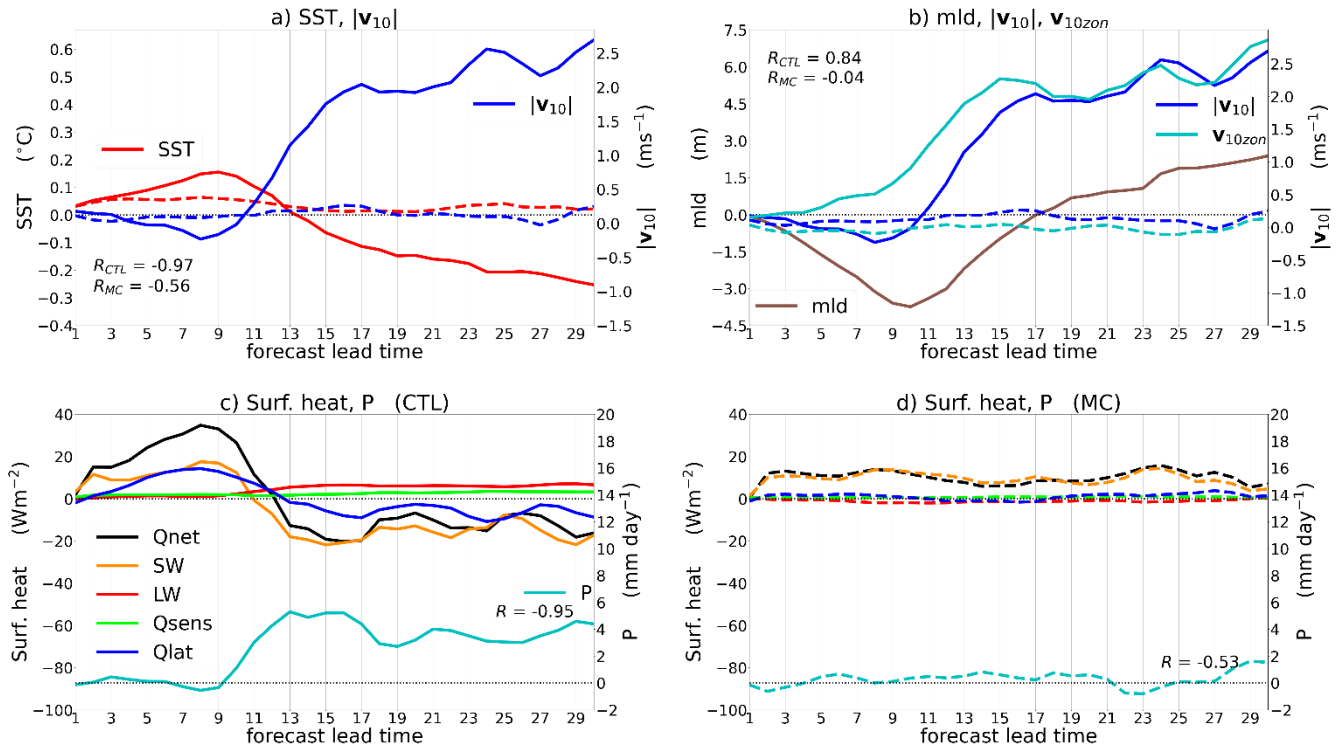 a) SST, |v10|
SST (°C)
0.6
0.5
0.4
0.3
0.2
0.1
0.0
−0.1
−0.2
−0.3
−0.4
|v10|
SST
RCTL = -0.97
RMC = -0.56
2.5
2.0
1.5
1.0
0.5
0.0
−0.5
−1.0
−1.5
|v10| (ms−1)
1 3 5 7 9 11 13 15 17 19 21 23 25 27 29
forecast lead time
b) mld, |v10|, v10zon
mld (m)
7.5
6.0
4.5
3.0
1.5
0.0
−1.5
−3.0
−4.5
RCTL = 0.84
RMC = -0.04
|v10|
v10zon
mld
2.5
2.0
1.5
1.0
0.5
0.0
−0.5
−1.0
−1.5
|v10| (ms−1)
1 3 5 7 9 11 13 15 17 19 21 23 25 27 29
forecast lead time
c) Surf. heat, P (CTL)
Surf. heat (Wm−2)
40
20
0
−20
−40
−60
−80
−100
Qnet
SW
LW
Qsens
Qlat
P
R = -0.95
20
18
16
14
12
10
8
6
4
2
0
−2
P (mm day−1)
1 3 5 7 9 11 13 15 17 19 21 23 25 27 29
forecast lead time
d) Surf. heat, P (MC)
Surf. heat (Wm−2)
40
20
0
−20
−40
−60
−80
−100
R = -0.53
20
18
16
14
12
10
8
6
4
2
0
−2
P (mm day−1)
1 3 5 7 9 11 13 15 17 19 21 23 25 27 29
forecast lead time